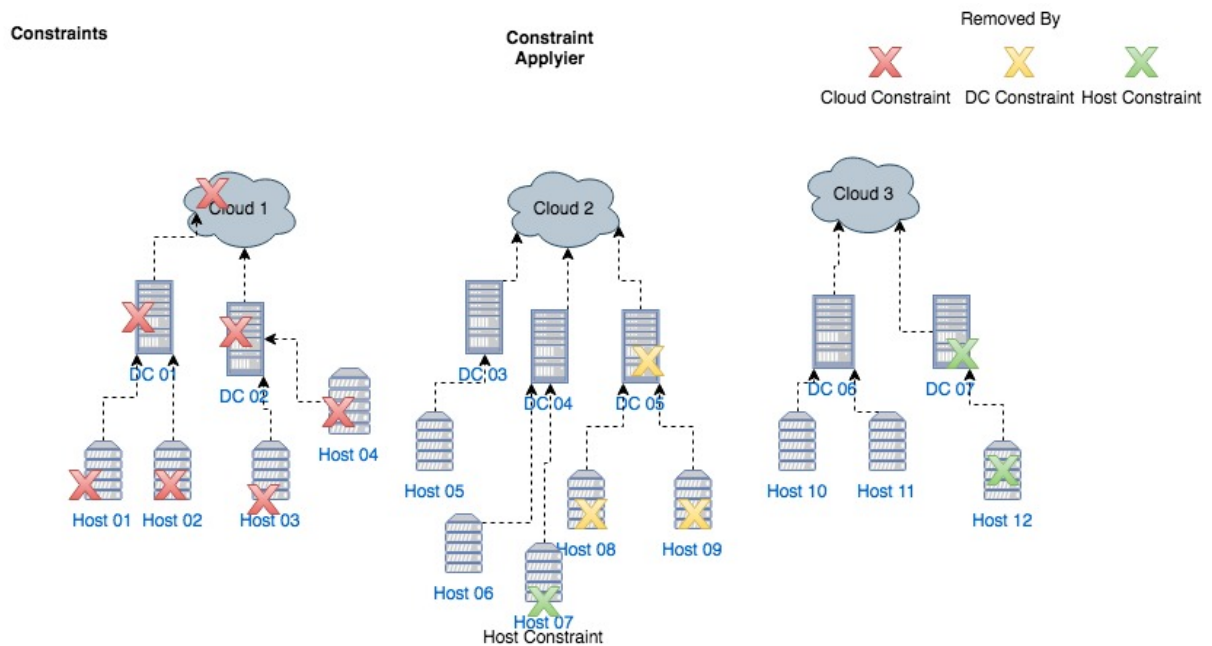 Constraints
Constraint
Applyier
Removed By
Cloud Constraint
DC Constraint
Host Constraint
Cloud 1
Cloud 2
Cloud 3
DC 01
DC 02
DC 03
DC 04
DC 05
DC 06
DC 07
Host 04
Host 01
Host 02
Host 03
Host 05
Host 10
Host 11
Host 12
Host 08
Host 09
Host 06
Host 07
Host Constraint